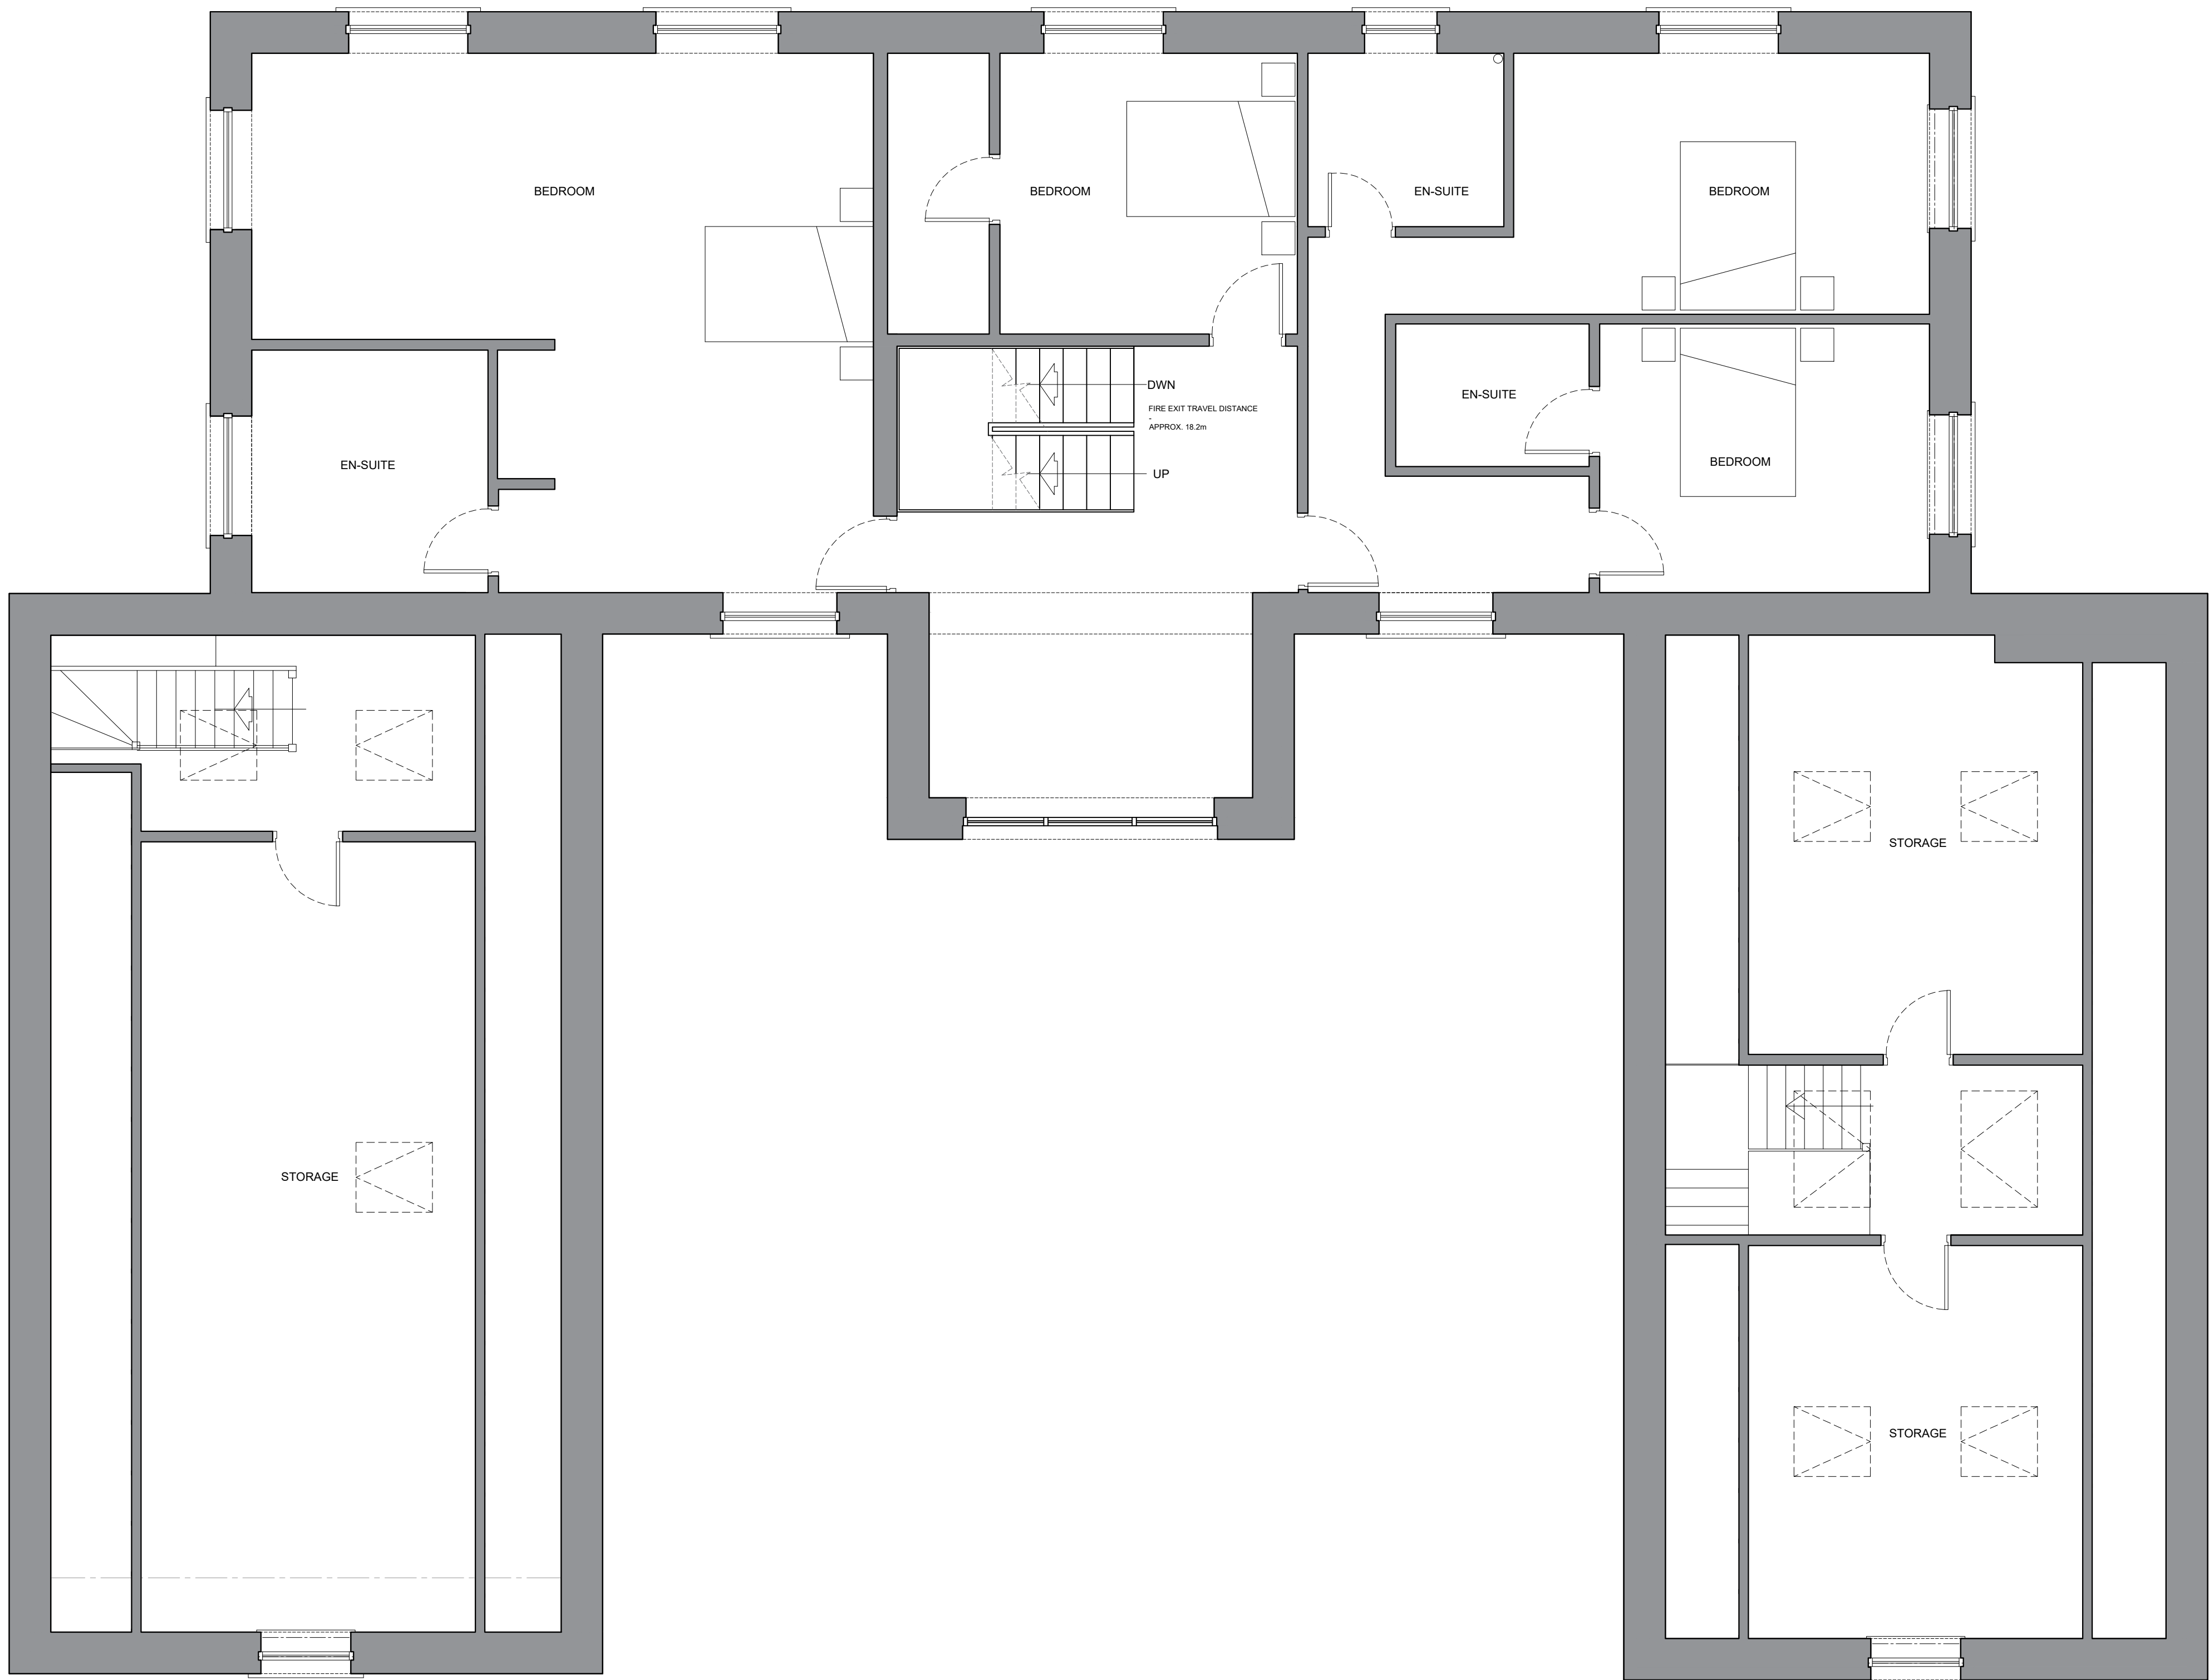 BEDROOM
BEDROOM
EN-SUITE
BEDROOM
DWN
FIRE EXIT TRAVEL DISTANCE
-
APPROX. 18.2m
EN-SUITE
EN-SUITE
BEDROOM
UP
STORAGE
STORAGE
STORAGE